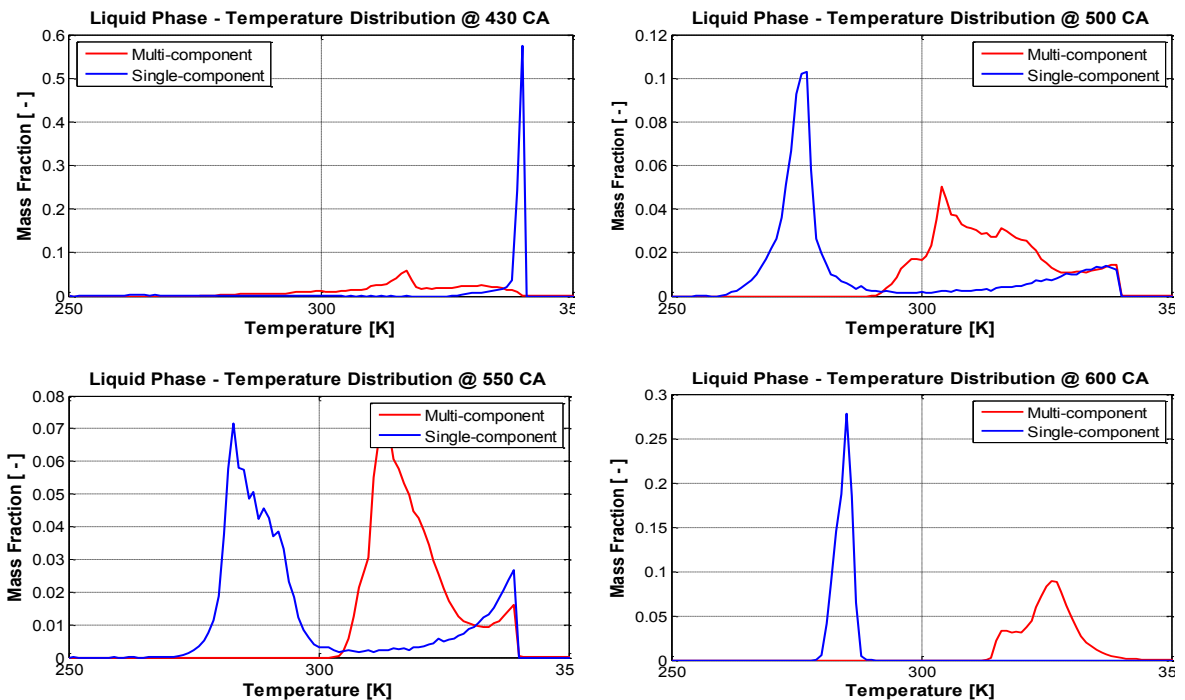 Liquid Phase - Temperature Distribution @ 430 CA
0.6
0.5
0.4
0.3
0.2
0.1
0
Mass Fraction [ - ]
Multi-component
Single-component
250
300
35
Temperature [K]
Liquid Phase - Temperature Distribution @ 500 CA
0.12
0.1
0.08
0.06
0.04
0.02
0
Mass Fraction [ - ]
Multi-component
Single-component
250
300
35
Temperature [K]
Liquid Phase - Temperature Distribution @ 550 CA
0.08
0.07
0.06
0.05
0.04
0.03
0.02
0.01
0
Mass Fraction [ - ]
Multi-component
Single-component
250
300
35
Temperature [K]
Liquid Phase - Temperature Distribution @ 600 CA
0.3
0.25
0.2
0.15
0.1
0.05
0
Mass Fraction [ - ]
Multi-component
Single-component
250
300
35
Temperature [K]